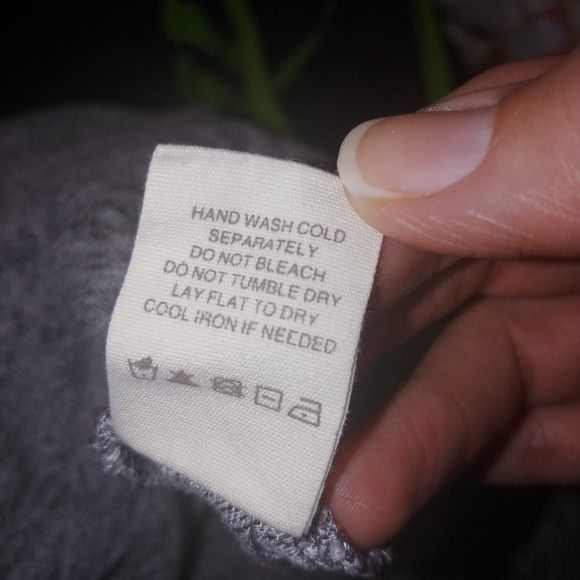 HAND WASH COLD
SEPARATELY
DO NOT BLEACH
DO NOT TUMBLE DRY
LAY FLAT TO DRY
COOL IRON IF NEEDED